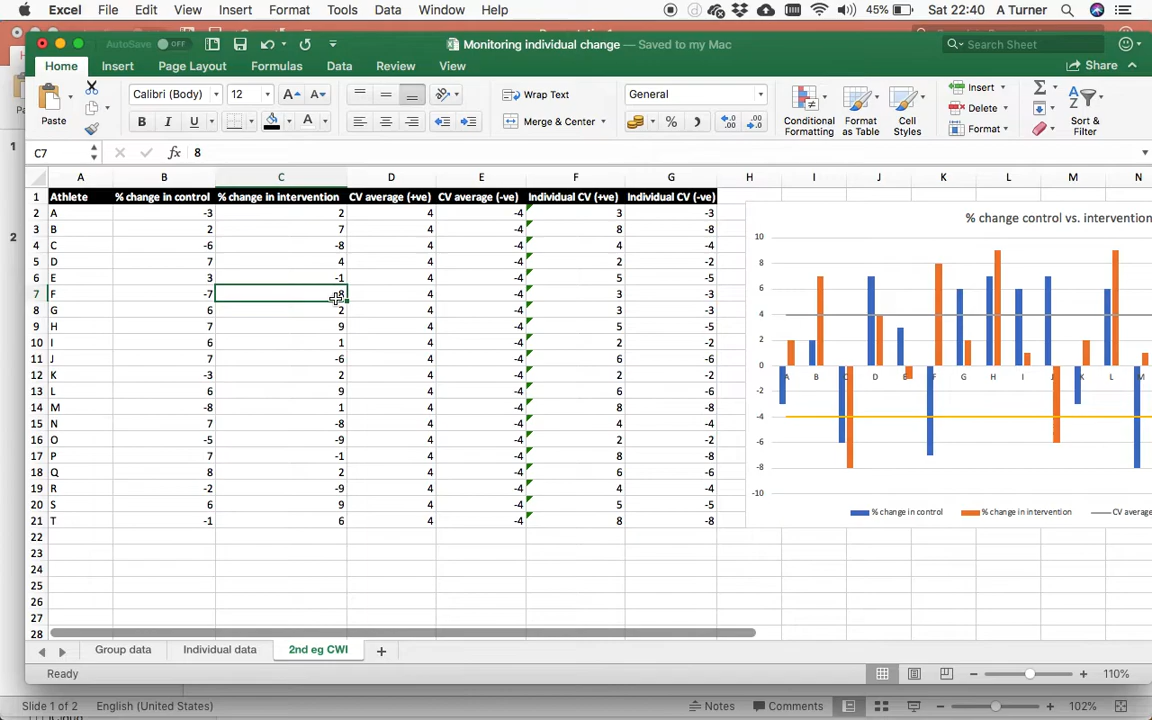 Excel File Edit View Insert Format Tools Data Window Help 45% Sat 22:40 A Turner
AutoSave OFF Monitoring individual change — Saved to my Mac Search Sheet
Home Insert Page Layout Formulas Data Review View Share
Paste Calibri (Body) 12 A A Wrap Text General Conditional Formatting Format as Table Cell Styles Insert Delete Format Sort & Filter
B I U A Merge & Center %
C7 fx 8
A B C D E F G H I J K L M N
1 Athlete % change in control % change in intervention CV average (+ve) CV average (-ve) Individual CV (+ve) Individual CV (-ve)
2 A -3 2 4 -4 3 -3
3 B 2 7 4 -4 8 -8
4 C -6 -8 4 -4 4 -4
5 D 7 4 4 -4 2 -2
6 E 3 -1 4 -4 5 -5
7 F -7 8 4 -4 3 -3
8 G 6 2 4 -4 3 -3
9 H 7 9 4 -4 5 -5
10 I 6 1 4 -4 2 -2
11 J 7 -6 4 -4 6 -6
12 K -3 2 4 -4 2 -2
13 L 6 9 4 -4 6 -6
14 M -8 1 4 -4 8 -8
15 N 7 -8 4 -4 4 -4
16 O -5 -9 4 -4 2 -2
17 P 7 -1 4 -4 8 -8
18 Q 8 2 4 -4 6 -6
19 R -2 -9 4 -4 4 -4
20 S 6 9 4 -4 5 -5
21 T -1 6 4 -4 8 -8
22
23
24
25
26
27
28
% change control vs. intervention
10
8
6
4
2
0
A B C D E F G H I J K L M
-2
-4
-6
-8
-10
% change in control % change in intervention CV average
1
2
Group data Individual data 2nd eg CWI +
Ready 110%
Slide 1 of 2 English (United States) Notes Comments 102%